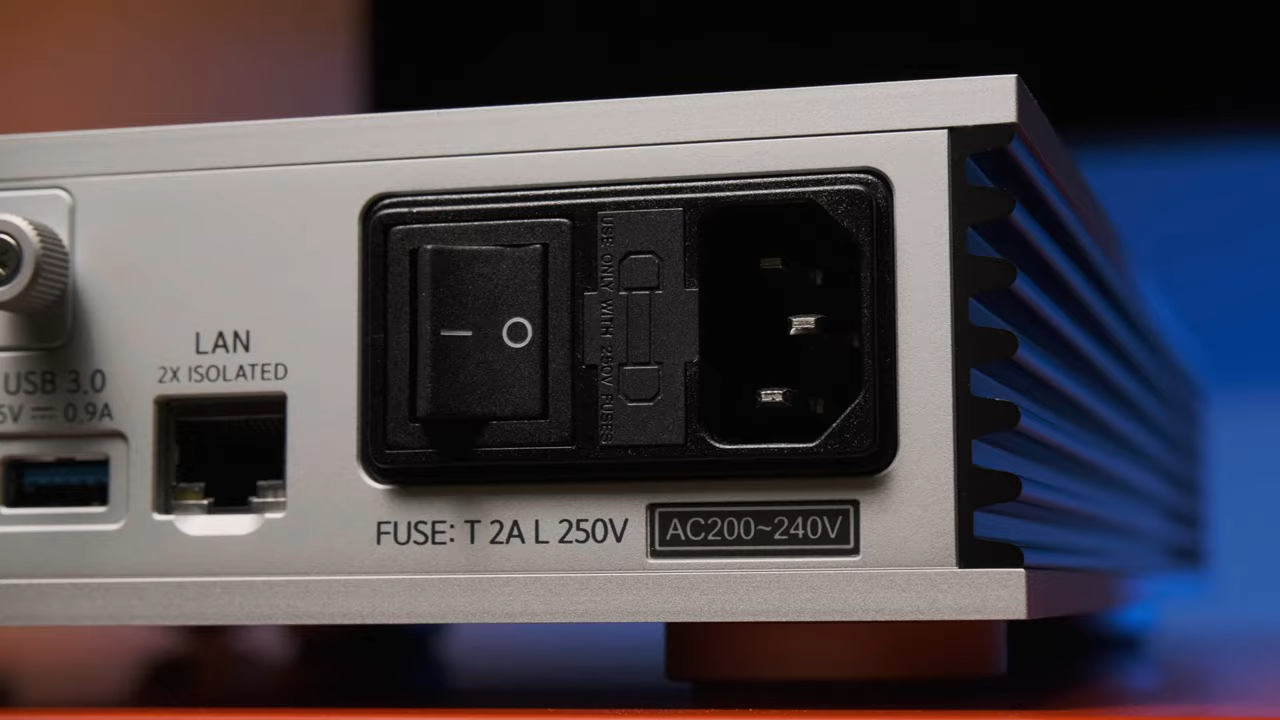 LAN
2X ISOLATED
USB 3.0
5V ⎓ 0.9A
| O
USE ONLY WITH 250V FUSES
FUSE: T 2A L 250V
AC200~240V